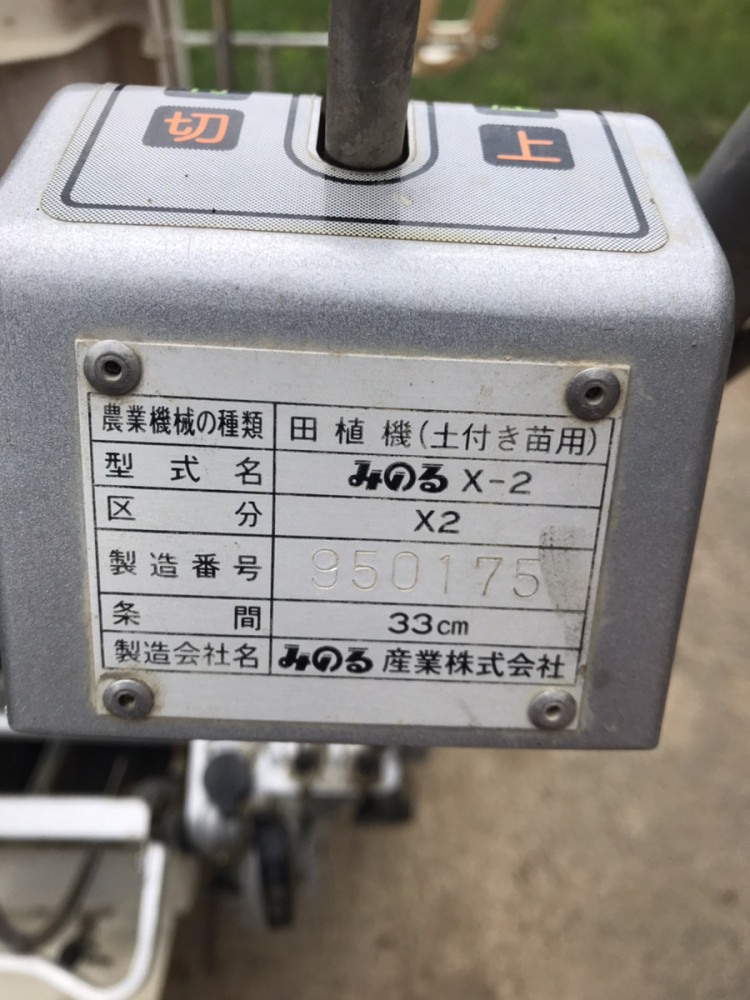 切 上
農業機械の種類 田植機(土付き苗用)
型式名 みのる X-2
区分 X2
製造番号 950175
条間 33cm
製造会社名 みのる産業株式会社